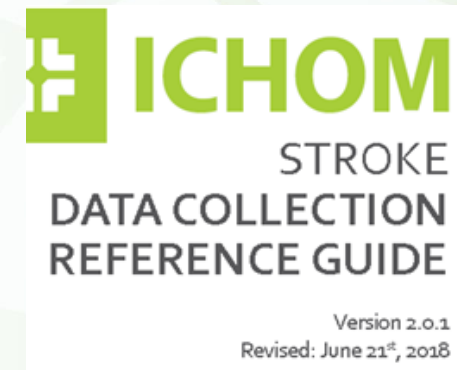 ICHOM
STROKE
DATA COLLECTION
REFERENCE GUIDE
Version 2.0.1
Revised: June 21st, 2018